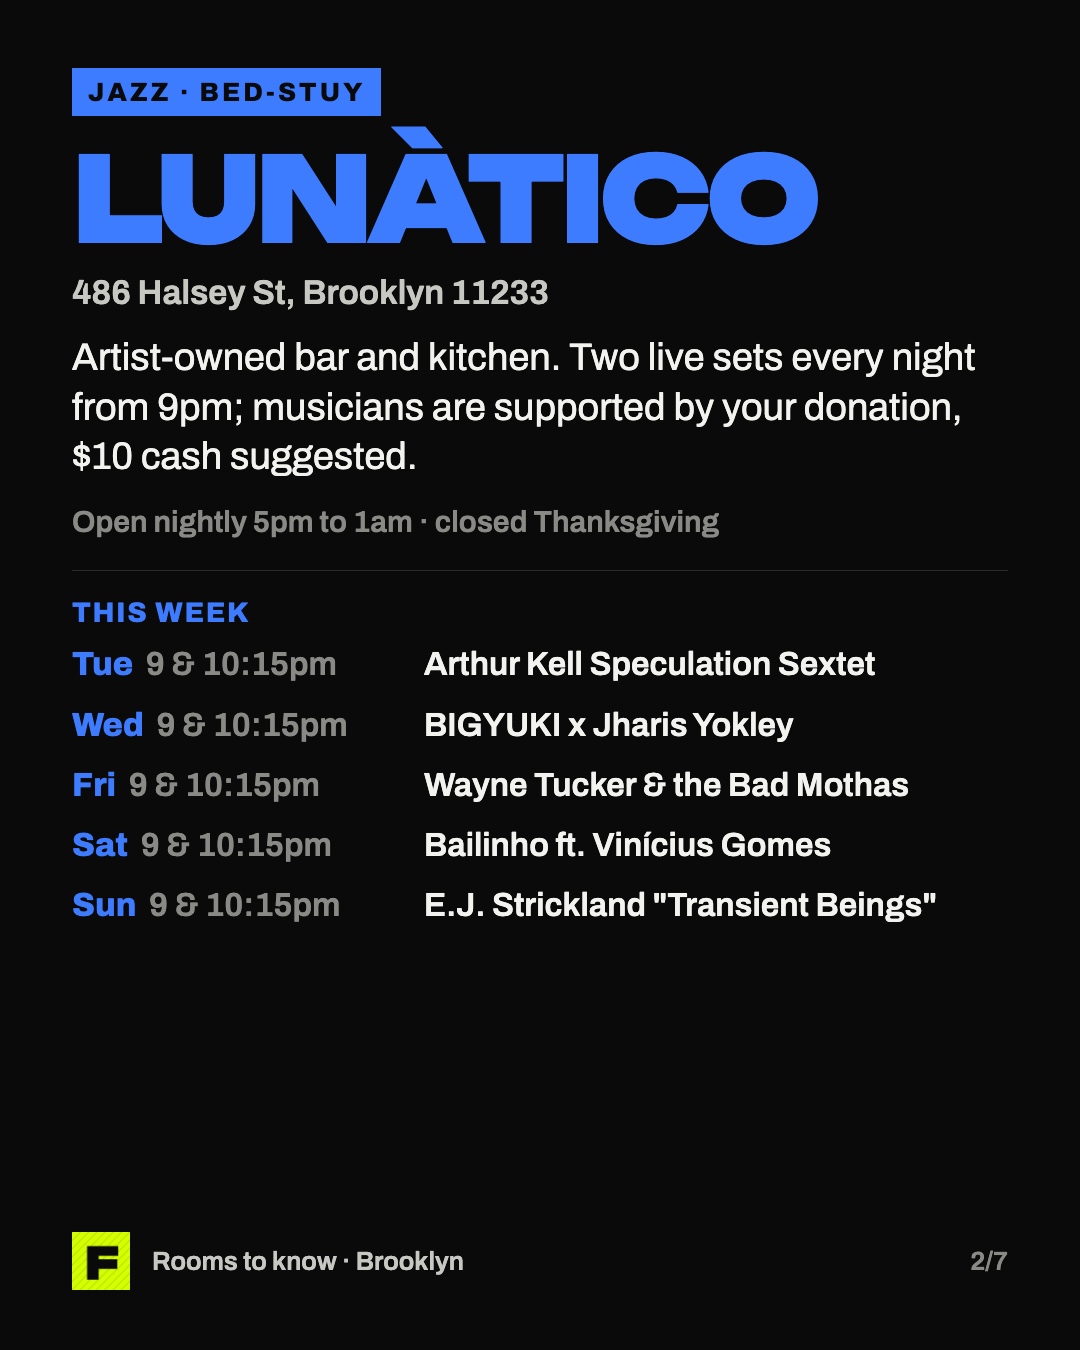 JAZZ · BED-STUY
LUNÀTICO
486 Halsey St, Brooklyn 11233
Artist-owned bar and kitchen. Two live sets every night
from 9pm; musicians are supported by your donation,
$10 cash suggested.
Open nightly 5pm to 1am · closed Thanksgiving
THIS WEEK
Tue 9 & 10:15pm Arthur Kell Speculation Sextet
Wed 9 & 10:15pm BIGYUKI x Jharis Yokley
Fri 9 & 10:15pm Wayne Tucker & the Bad Mothas
Sat 9 & 10:15pm Bailinho ft. Vinícius Gomes
Sun 9 & 10:15pm E.J. Strickland "Transient Beings"
F Rooms to know · Brooklyn 2/7